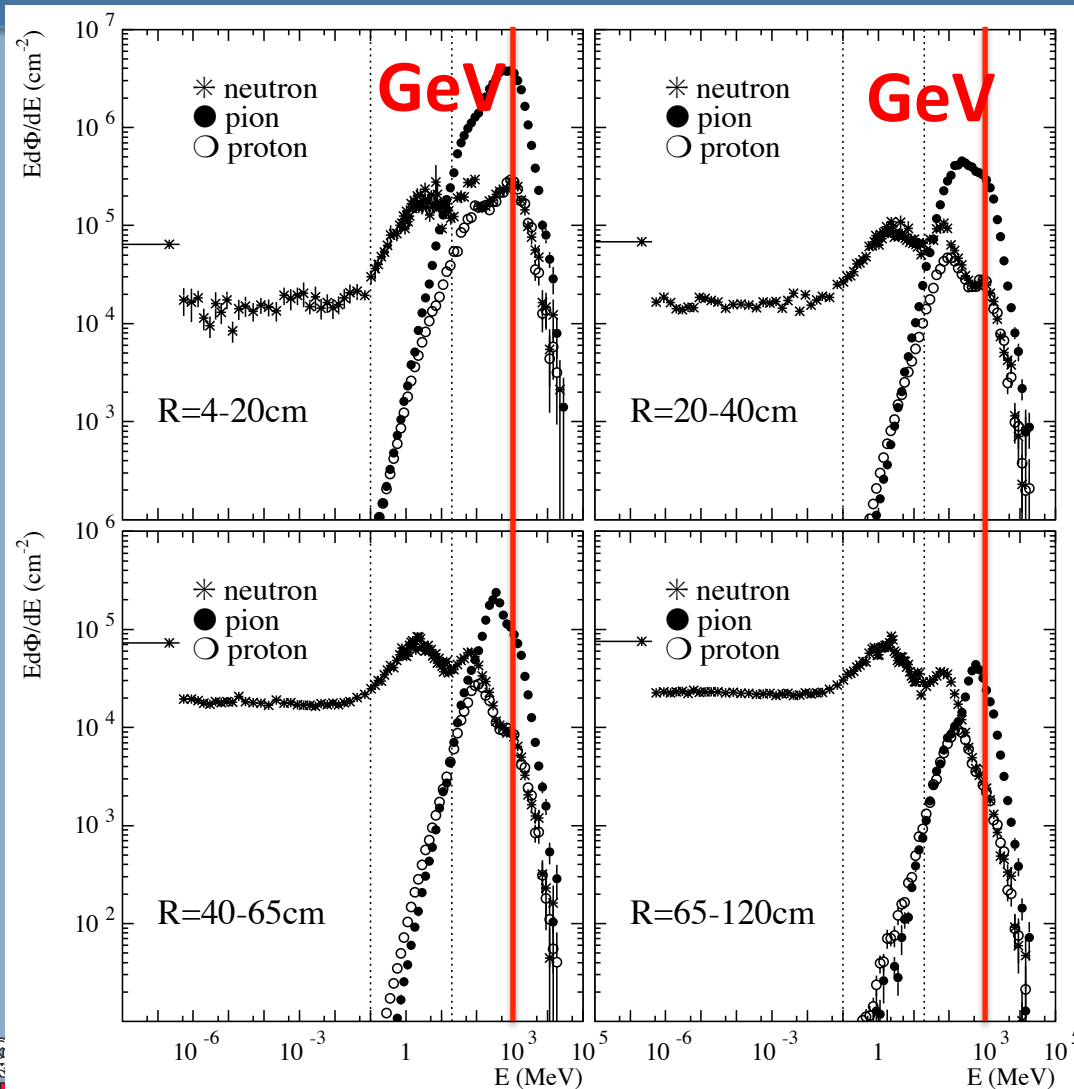 10^7
EdΦ/dE (cm^-2)
GeV
GeV
∗ neutron
● pion
❍ proton
∗ neutron
● pion
❍ proton
10^6
10^5
10^4
10^3
R=4-20cm
R=20-40cm
6
10^6
EdΦ/dE (cm^-2)
∗ neutron
● pion
❍ proton
∗ neutron
● pion
❍ proton
10^5
10^4
10^3
10^2
R=40-65cm
R=65-120cm
10^-6 10^-3 1 10^3 10^5 10^-6 10^-3 1 10^3 10^5
E (MeV) E (MeV)